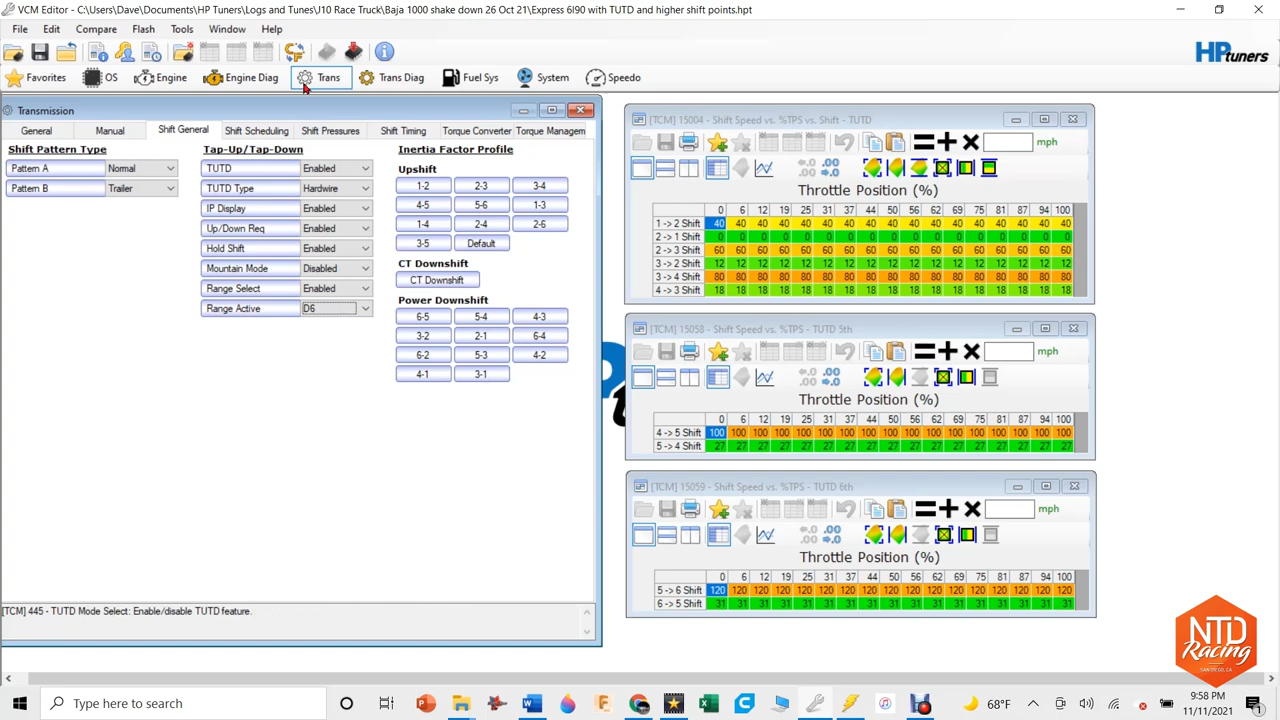 VCM Editor - C:\Users\Dave\Documents\HP Tuners\Logs and Tunes\J10 Race Truck\Baja 1000 shake down 26 Oct 21\Express 6l90 with TUTD and higher shift points.hpt
File Edit Compare Flash Tools Window Help
HPtuners
Favorites OS Engine Engine Diag Trans Trans Diag Fuel Sys System Speedo
Transmission
General Manual Shift General Shift Scheduling Shift Pressures Shift Timing Torque Converter Torque Managem
Shift Pattern Type
Pattern A Normal
Pattern B Trailer
Tap-Up/Tap-Down
TUTD Enabled
TUTD Type Hardwire
IP Display Enabled
Up/Down Req Enabled
Hold Shift Enabled
Mountain Mode Disabled
Range Select Enabled
Range Active D6
Inertia Factor Profile
Upshift
1-2 2-3 3-4
4-5 5-6 1-3
1-4 2-4 2-6
3-5 Default
CT Downshift
CT Downshift
Power Downshift
6-5 5-4 4-3
3-2 2-1 6-4
6-2 5-3 4-2
4-1 3-1
[TCM] 445 - TUTD Mode Select: Enable/disable TUTD feature.
[TCM] 15004 - Shift Speed vs. %TPS vs. Shift - TUTD
mph
Throttle Position (%)
0 6 12 19 25 31 37 44 50 56 62 69 75 81 87 94 100
1 -> 2 Shift 40 40 40 40 40 40 40 40 40 40 40 40 40 40 40 40 40
2 -> 1 Shift 0 0 0 0 0 0 0 0 0 0 0 0 0 0 0 0 0
2 -> 3 Shift 60 60 60 60 60 60 60 60 60 60 60 60 60 60 60 60 60
3 -> 2 Shift 12 12 12 12 12 12 12 12 12 12 12 12 12 12 12 12 12
3 -> 4 Shift 80 80 80 80 80 80 80 80 80 80 80 80 80 80 80 80 80
4 -> 3 Shift 18 18 18 18 18 18 18 18 18 18 18 18 18 18 18 18 18
[TCM] 15058 - Shift Speed vs. %TPS - TUTD 5th
mph
Throttle Position (%)
0 6 12 19 25 31 37 44 50 56 62 69 75 81 87 94 100
4 -> 5 Shift 100 100 100 100 100 100 100 100 100 100 100 100 100 100 100 100 100
5 -> 4 Shift 27 27 27 27 27 27 27 27 27 27 27 27 27 27 27 27 27
[TCM] 15059 - Shift Speed vs. %TPS - TUTD 6th
mph
Throttle Position (%)
0 6 12 19 25 31 37 44 50 56 62 69 75 81 87 94 100
5 -> 6 Shift 120 120 120 120 120 120 120 120 120 120 120 120 120 120 120 120 120
6 -> 5 Shift 31 31 31 31 31 31 31 31 31 31 31 31 31 31 31 31 31
NTD
Racing
SAN DIEGO, CA
Type here to search
68°F
9:58 PM
11/11/2021